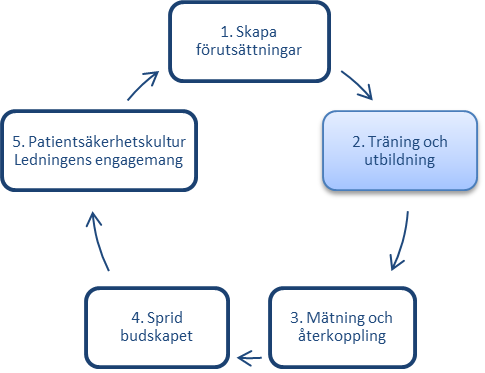 1. Skapa
förutsättningar
2. Träning och
utbildning
3. Mätning och
återkoppling
4. Sprid
budskapet
5. Patientsäkerhetskultur
Ledningens engagemang